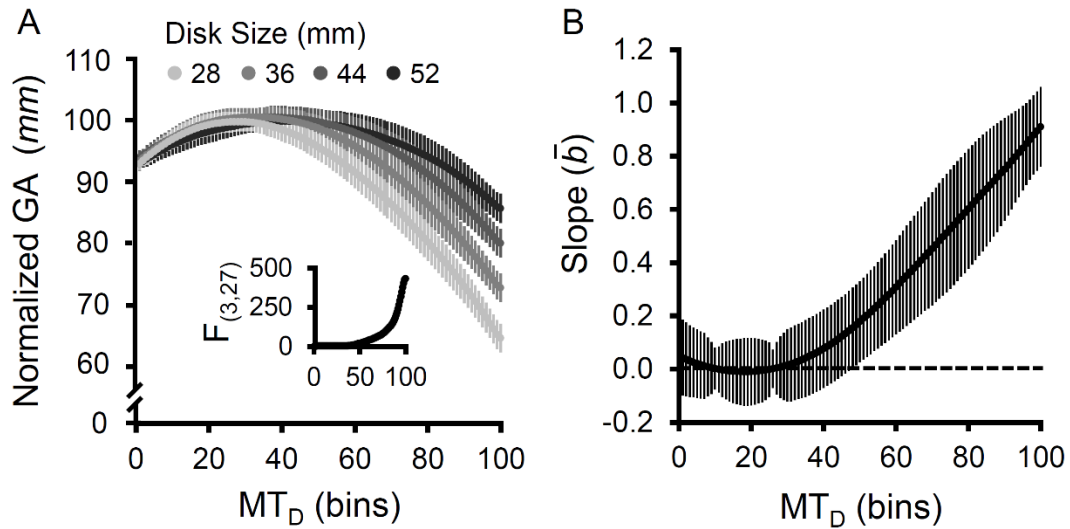 A
Disk Size (mm)
28 36 44 52
Normalized GA (mm)
110
100
90
80
70
60
0
F(3,27)
500
250
0
0 50 100
0 20 40 60 80 100
MTD (bins)
B
Slope (b̄)
1.2
1.0
0.8
0.6
0.4
0.2
0.0
-0.2
0 20 40 60 80 100
MTD (bins)